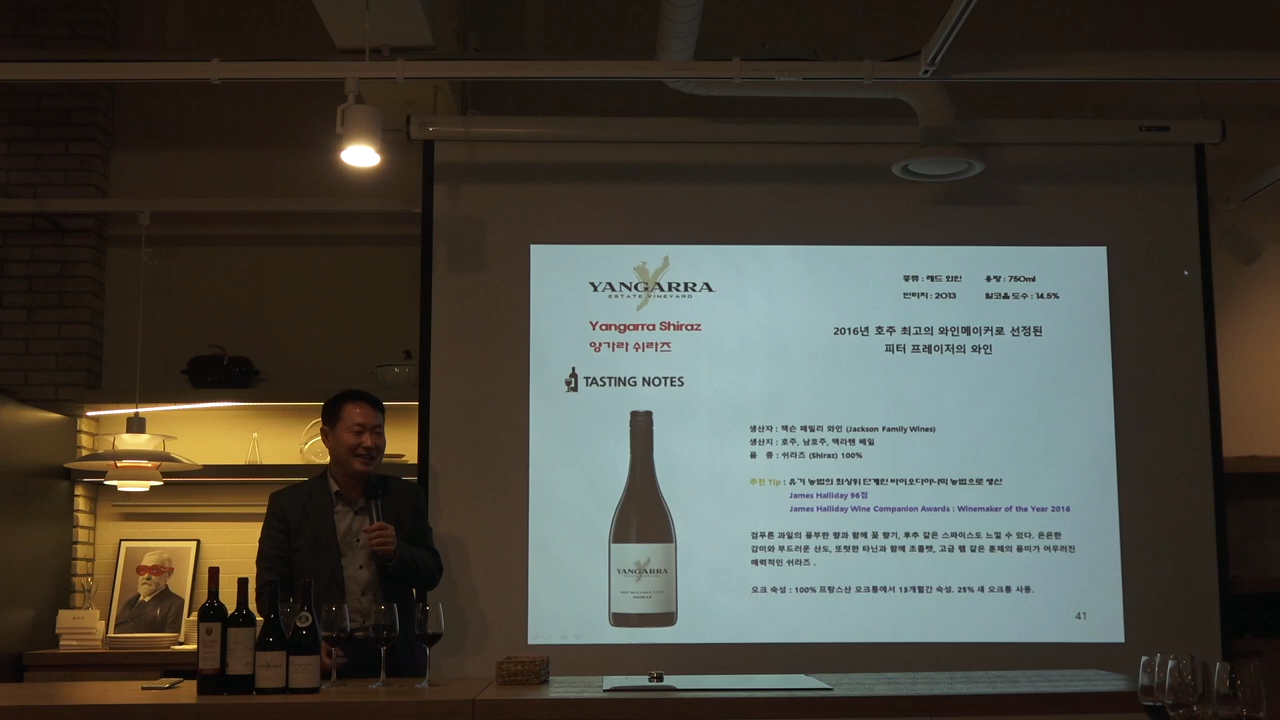 YANGARRA
ESTATE VINEYARD
종류 : 레드 와인 용량 : 750ml
빈티지 : 2013 알코올 도수 : 14.5%
Yangarra Shiraz
양가라 쉬라즈
2016년 호주 최고의 와인메이커로 선정된
피터 프레이저의 와인
TASTING NOTES
생산자 : 잭슨 패밀리 와인 (Jackson Family Wines)
생산지 : 호주, 남호주, 맥라렌 베일
품 종 : 쉬라즈 (Shiraz) 100%
추천 Tip : 유기 농법의 최상위 단계인 바이오다이나믹 농법으로 생산
James Halliday 96점
James Halliday Wine Companion Awards : Winemaker of the Year 2016
검푸른 과일의 풍부한 향과 함께 꽃 향기, 후추 같은 스파이스도 느낄 수 있다. 은은한
감미와 부드러운 산도, 또렷한 타닌과 함께 초콜렛, 고급 햄 같은 훈제의 풍미가 어우러진
매력적인 쉬라즈 .
오크 숙성 : 100% 프랑스산 오크통에서 13개월간 숙성. 25% 새 오크통 사용.
YANGARRA
SHIRAZ
41